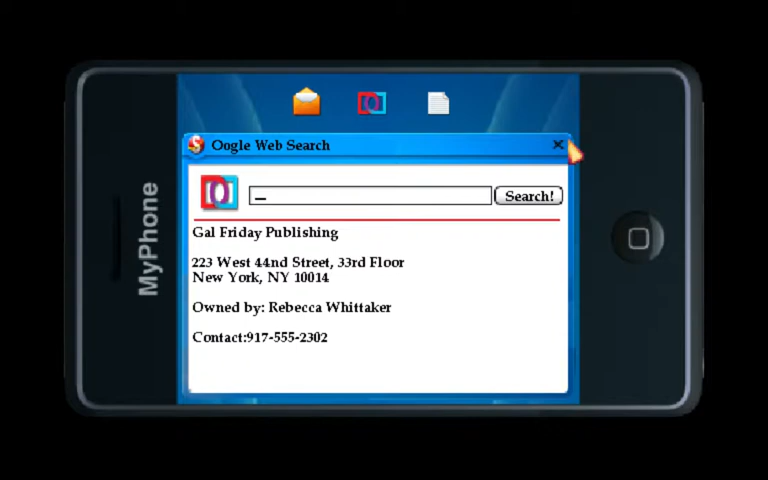 MyPhone
Oogle Web Search
Search!
Gal Friday Publishing
223 West 44nd Street, 33rd Floor
New York, NY 10014
Owned by: Rebecca Whittaker
Contact:917-555-2302